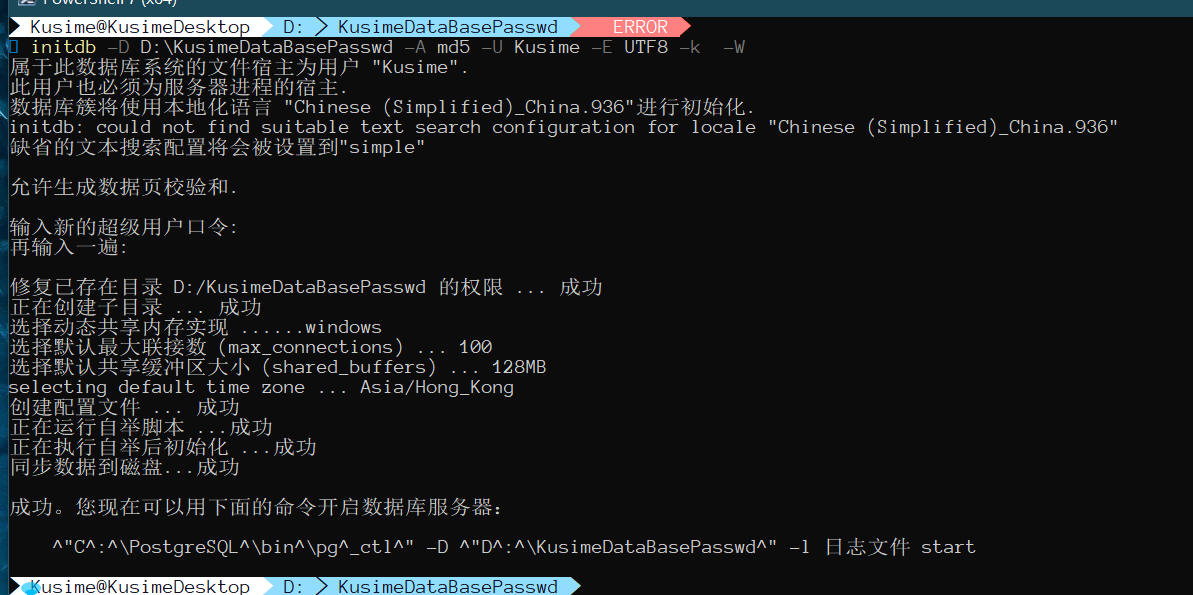 PowerShell 7 (x64)
Kusime@KusimeDesktop D: KusimeDataBasePasswd ERROR
initdb -D D:\KusimeDataBasePasswd -A md5 -U Kusime -E UTF8 -k  -W
属于此数据库系统的文件宿主为用户 "Kusime".
此用户也必须为服务器进程的宿主.
数据库簇将使用本地化语言 "Chinese (Simplified)_China.936"进行初始化.
initdb: could not find suitable text search configuration for locale "Chinese (Simplified)_China.936"
缺省的文本搜索配置将会被设置到"simple"
允许生成数据页校验和.
输入新的超级用户口令:
再输入一遍:
修复已存在目录 D:/KusimeDataBasePasswd 的权限 ... 成功
正在创建子目录 ... 成功
选择动态共享内存实现 ......windows
选择默认最大联接数 (max_connections) ... 100
选择默认共享缓冲区大小 (shared_buffers) ... 128MB
selecting default time zone ... Asia/Hong_Kong
创建配置文件 ... 成功
正在运行自举脚本 ...成功
正在执行自举后初始化 ...成功
同步数据到磁盘...成功
成功。您现在可以用下面的命令开启数据库服务器：
^"C^:^\PostgreSQL^\bin^\pg^_ctl^" -D ^"D^:^\KusimeDataBasePasswd^" -l 日志文件 start
Kusime@KusimeDesktop D: KusimeDataBasePasswd